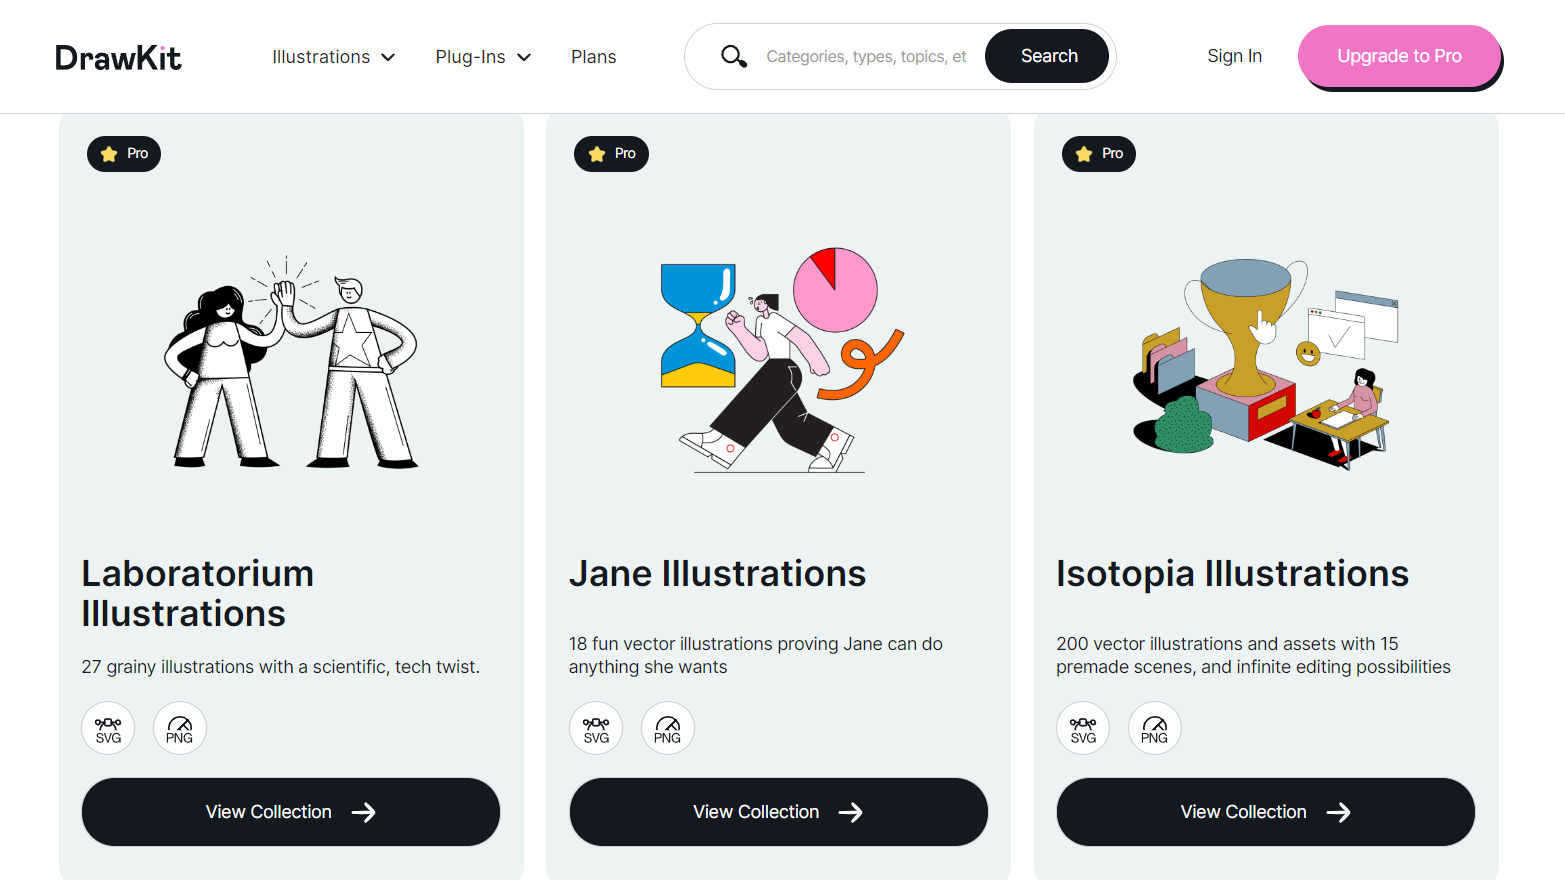 DrawKit
Illustrations
Plug-Ins
Plans
Categories, types, topics, et
Search
Sign In
Upgrade to Pro
Pro
Pro
Pro
Laboratorium
Illustrations
27 grainy illustrations with a scientific, tech twist.
SVG
PNG
View Collection
Jane Illustrations
18 fun vector illustrations proving Jane can do
anything she wants
SVG
PNG
View Collection
Isotopia Illustrations
200 vector illustrations and assets with 15
premade scenes, and infinite editing possibilities
SVG
PNG
View Collection